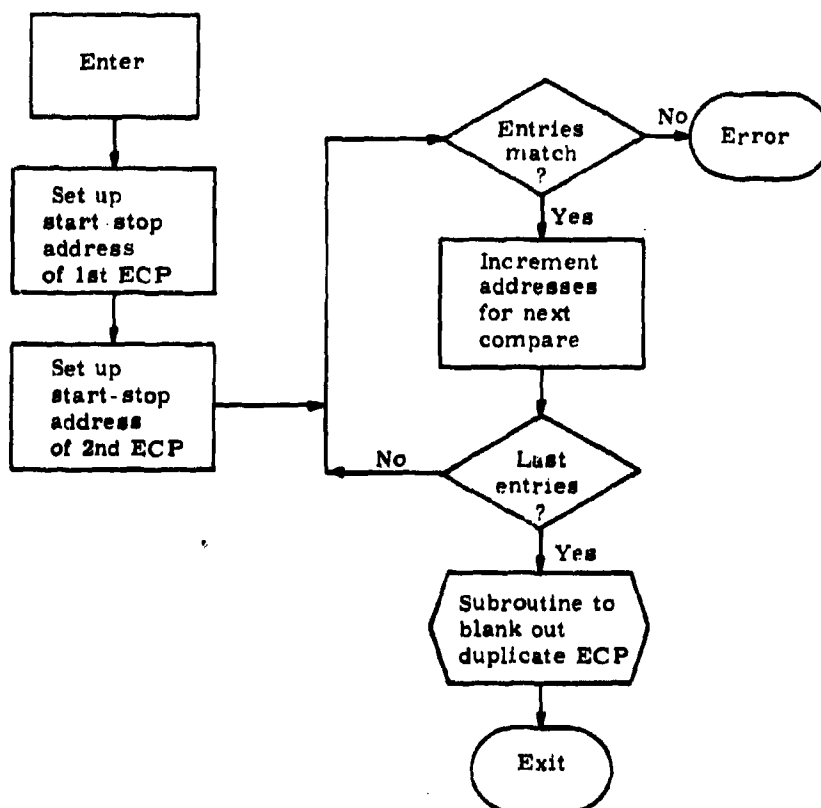 Enter
Set up
start-stop
address
of 1st ECP
Set up
start-stop
address
of 2nd ECP
Entries
match
?
No
Error
Yes
Increment
addresses
for next
compare
Last
entries
?
No
Yes
Subroutine to
blank out
duplicate ECP
Exit